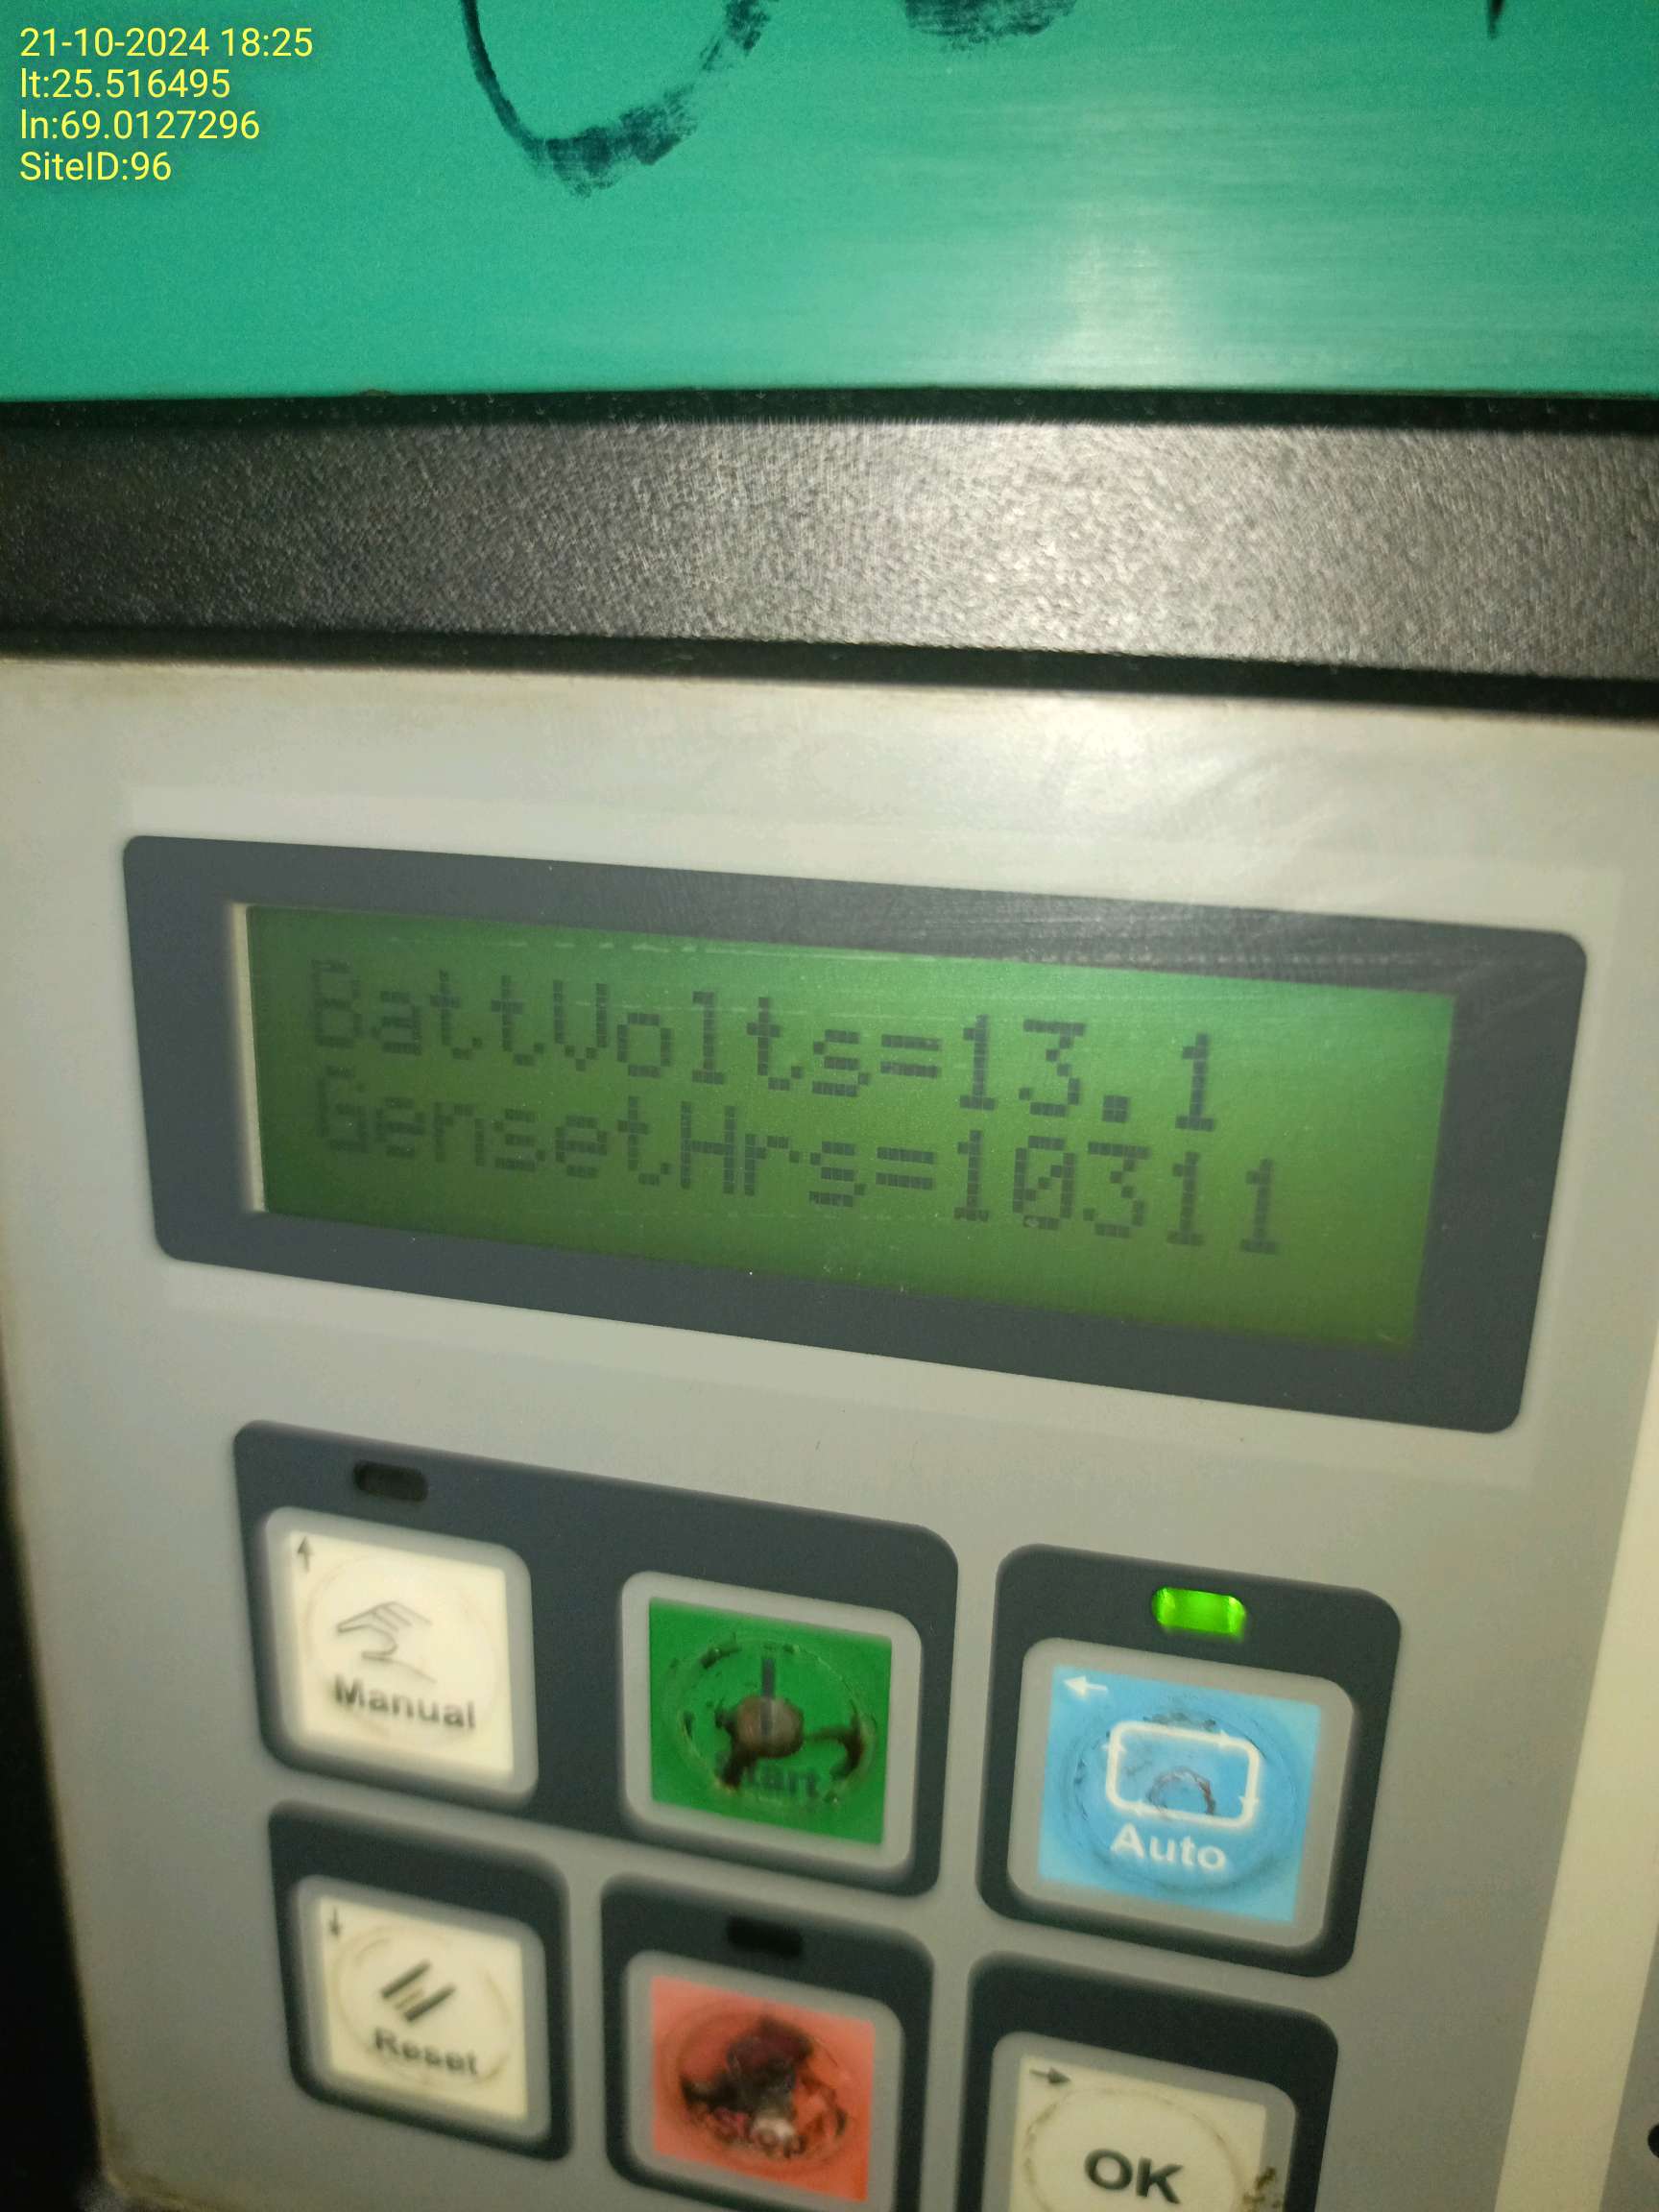 21-10-2024 18:25
lt:25.516495
ln:69.0127296
SiteID:96
BattVolts=13.1
GensetHrs=10311
Manual
Auto
Reset
Stop
OK